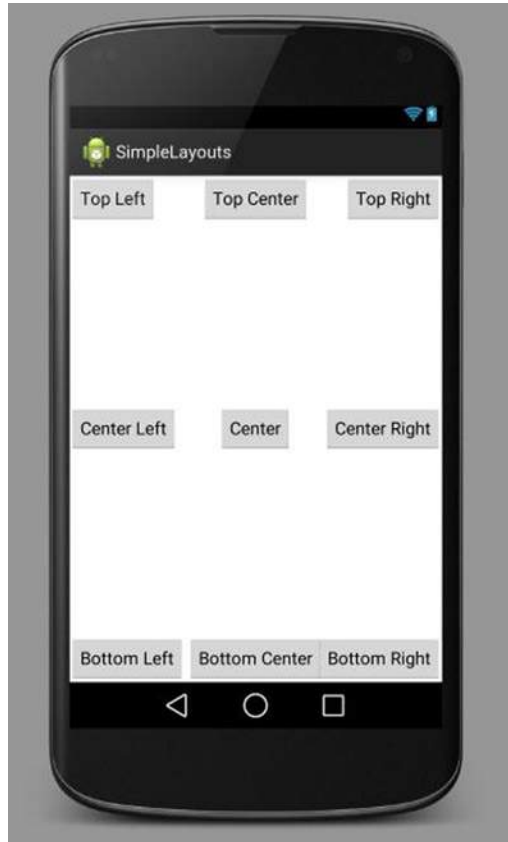 SimpleLayouts
Top Left Top Center Top Right
Center Left Center Center Right
Bottom Left Bottom Center Bottom Right